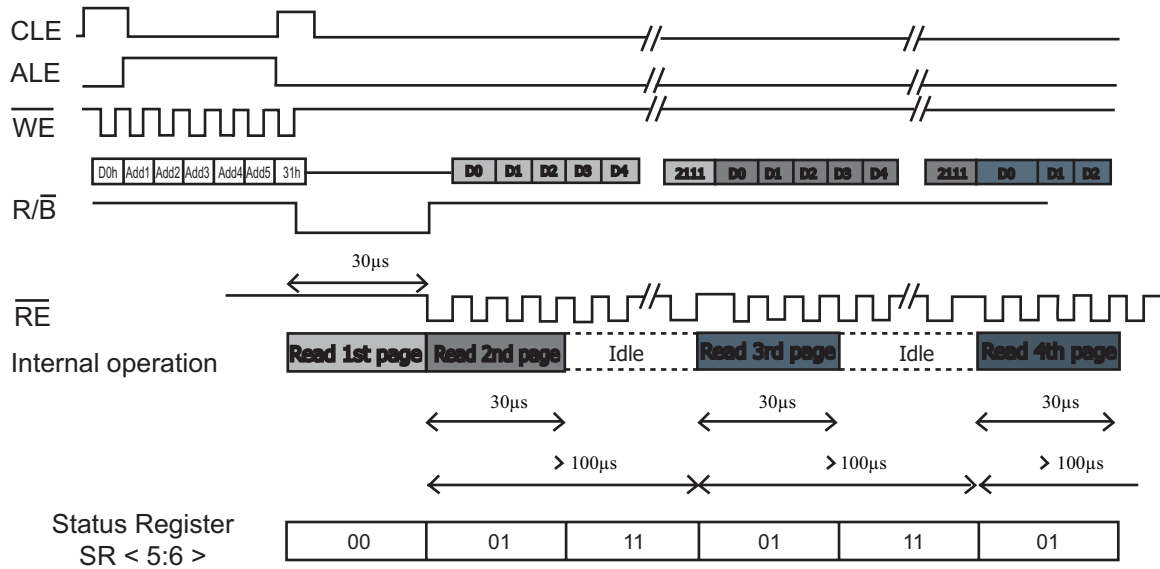 CLE
ALE
WE
D0h Add1 Add2 Add3 Add4 Add5 31h D0 D1 D2 D3 D4 2111 D0 D1 D2 D3 D4 2111 D0 D1 D2
R/B
30µs
RE
Internal operation Read 1st page Read 2nd page Idle Read 3rd page Idle Read 4th page
30µs 30µs 30µs
> 100µs > 100µs > 100µs
Status Register
SR < 5:6 >
00 01 11 01 11 01